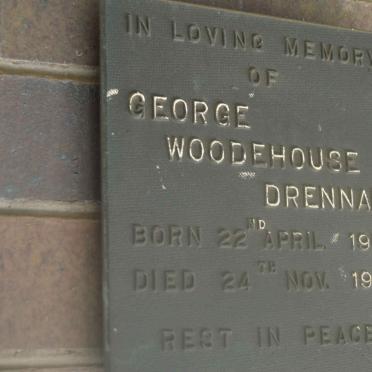 IN LOVING MEMORY
OF
GEORGE
WOODEHOUSE
DRENNA
BORN 22ND APRIL. 19
DIED 24TH NOV. 19
REST IN PEACE